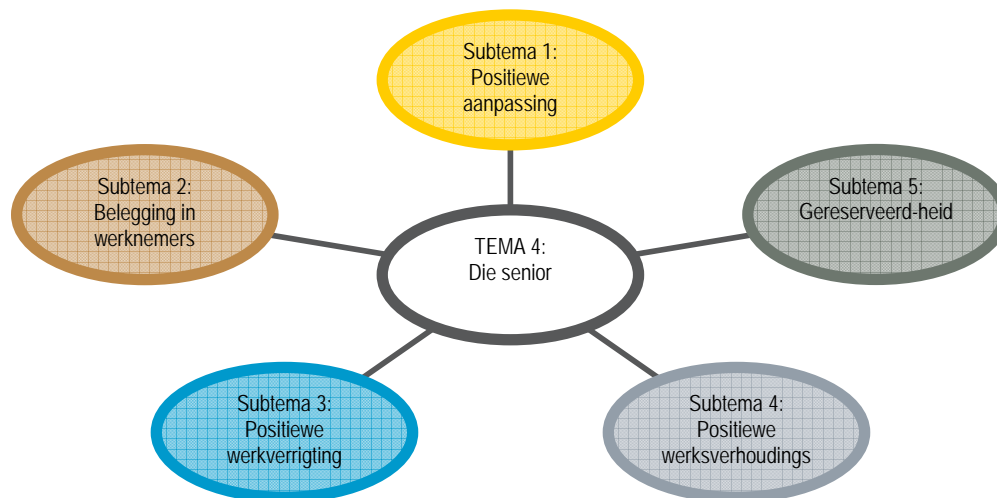 Subtema 1:
Positiewe
aanpassing
Subtema 2:
Belegging in
werknemers
Subtema 5:
Gereserveerd-heid
TEMA 4:
Die senior
Subtema 3:
Positiewe
werkverrigting
Subtema 4:
Positiewe
werksverhoudings